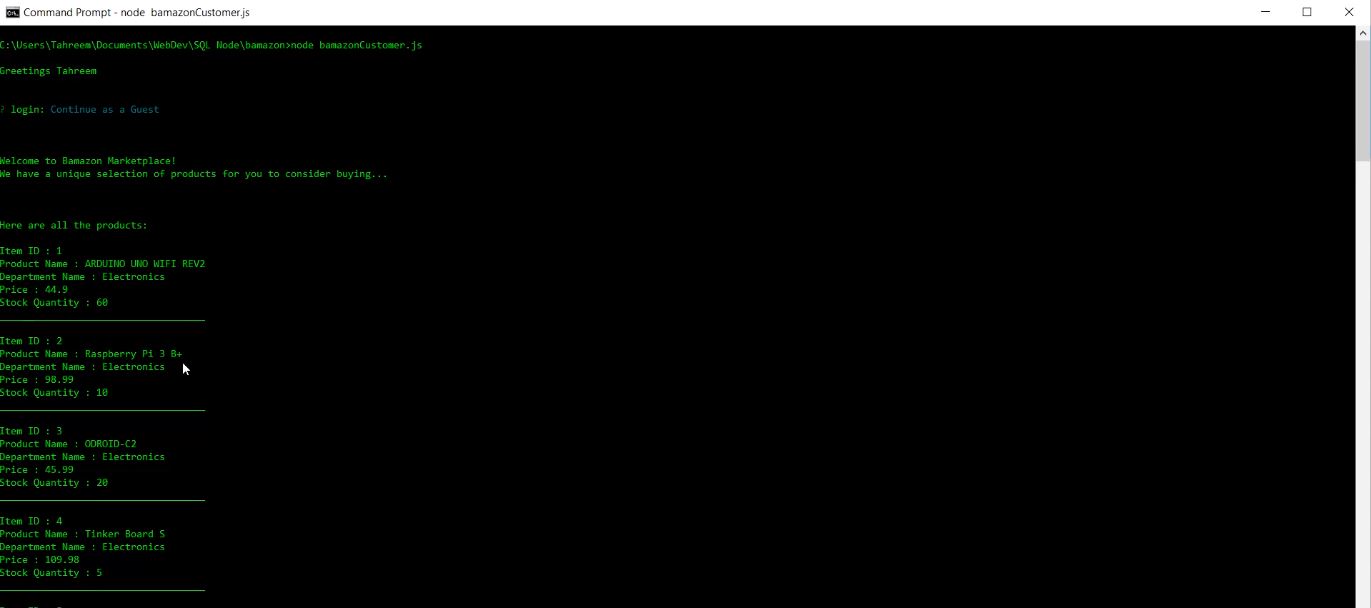 Command Prompt - node  bamazonCustomer.js
C:\Users\Tahreem\Documents\WebDev\SQL Node\bamazon>node bamazonCustomer.js
Greetings Tahreem
? login: Continue as a Guest
Welcome to Bamazon Marketplace!
We have a unique selection of products for you to consider buying...
Here are all the products:
Item ID : 1
Product Name : ARDUINO UNO WIFI REV2
Department Name : Electronics
Price : 44.9
Stock Quantity : 60
Item ID : 2
Product Name : Raspberry Pi 3 B+
Department Name : Electronics
Price : 98.99
Stock Quantity : 10
Item ID : 3
Product Name : ODROID-C2
Department Name : Electronics
Price : 45.99
Stock Quantity : 20
Item ID : 4
Product Name : Tinker Board S
Department Name : Electronics
Price : 109.98
Stock Quantity : 5